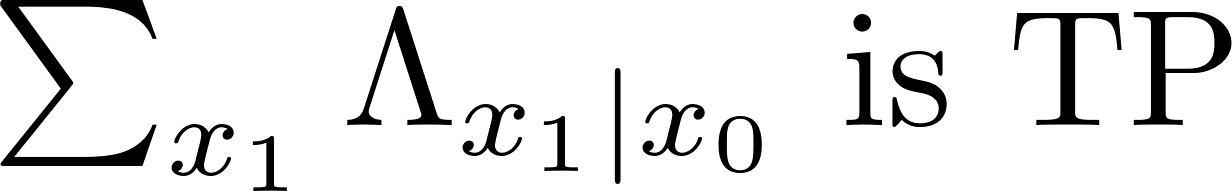 ∑_{x_1} Λ_{x_1|x_0} is TP